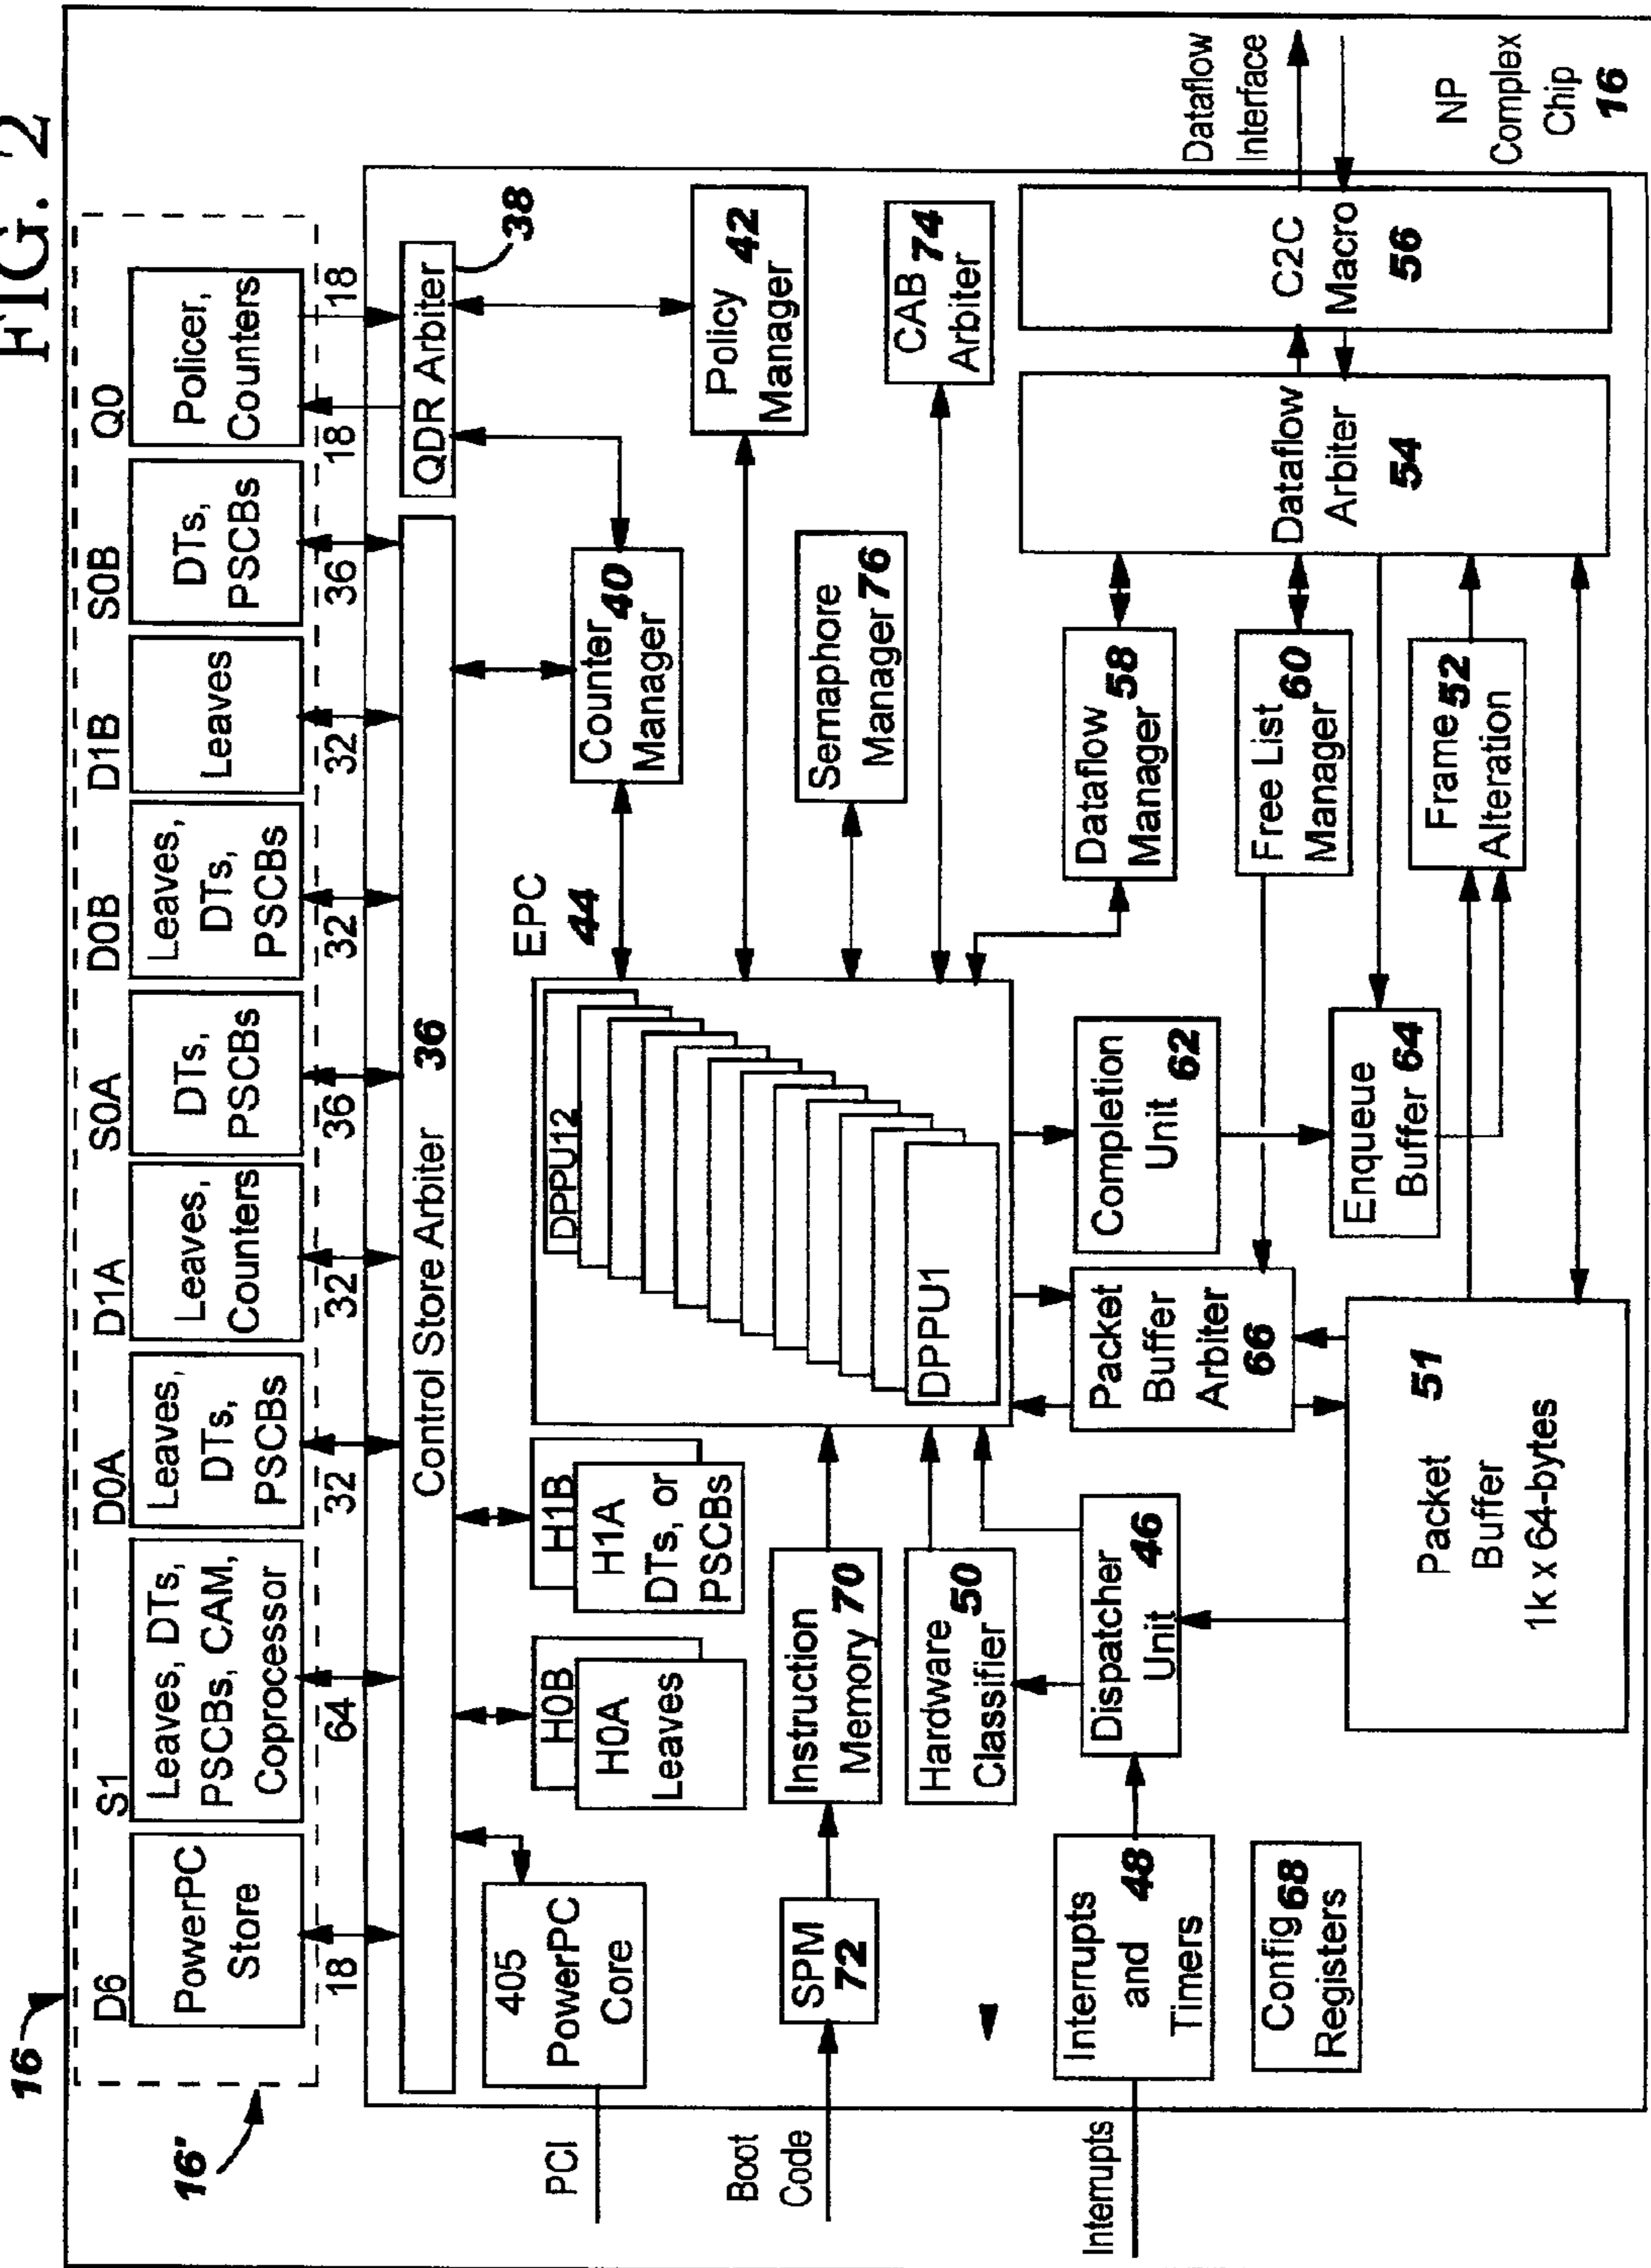 FIG. 2
16
16'
D6
S1
D0A
D1A
S0A
D0B
D1B
S0B
Q0
PowerPC
Store
Leaves, DTs,
PSCBs, CAM,
Coprocessor
Leaves,
DTs,
PSCBs
Leaves,
Counters
DTs,
PSCBs
Leaves,
DTs,
PSCBs
Leaves
DTs,
PSCBs
Policer,
Counters
18
64
32
32
36
32
32
36
18
18
Control Store Arbiter 36
QDR Arbiter
38
PCI
405
PowerPC
Core
H0B
H0A
Leaves
H1B
H1A
DTs, or
PSCBs
EPC
44
Counter 40
Manager
Policy 42
Manager
Boot
Code
SPM
72
Instruction
Memory 70
DPPU12
DPPU1
Semaphore
Manager 76
CAB 74
Arbiter
Hardware 50
Classifier
Interrupts
Interrupts
and 48
Timers
Dispatcher
Unit 46
Packet
Buffer
Arbiter
66
Completion
Unit 62
Dataflow
Manager 58
Dataflow
Arbiter
54
C2C
Macro
56
Dataflow
Interface
Config 68
Registers
Free List
Manager 60
Enqueue
Buffer 64
Frame 52
Alteration
Packet 51
Buffer
1k x 64-bytes
NP
Complex
Chip
16